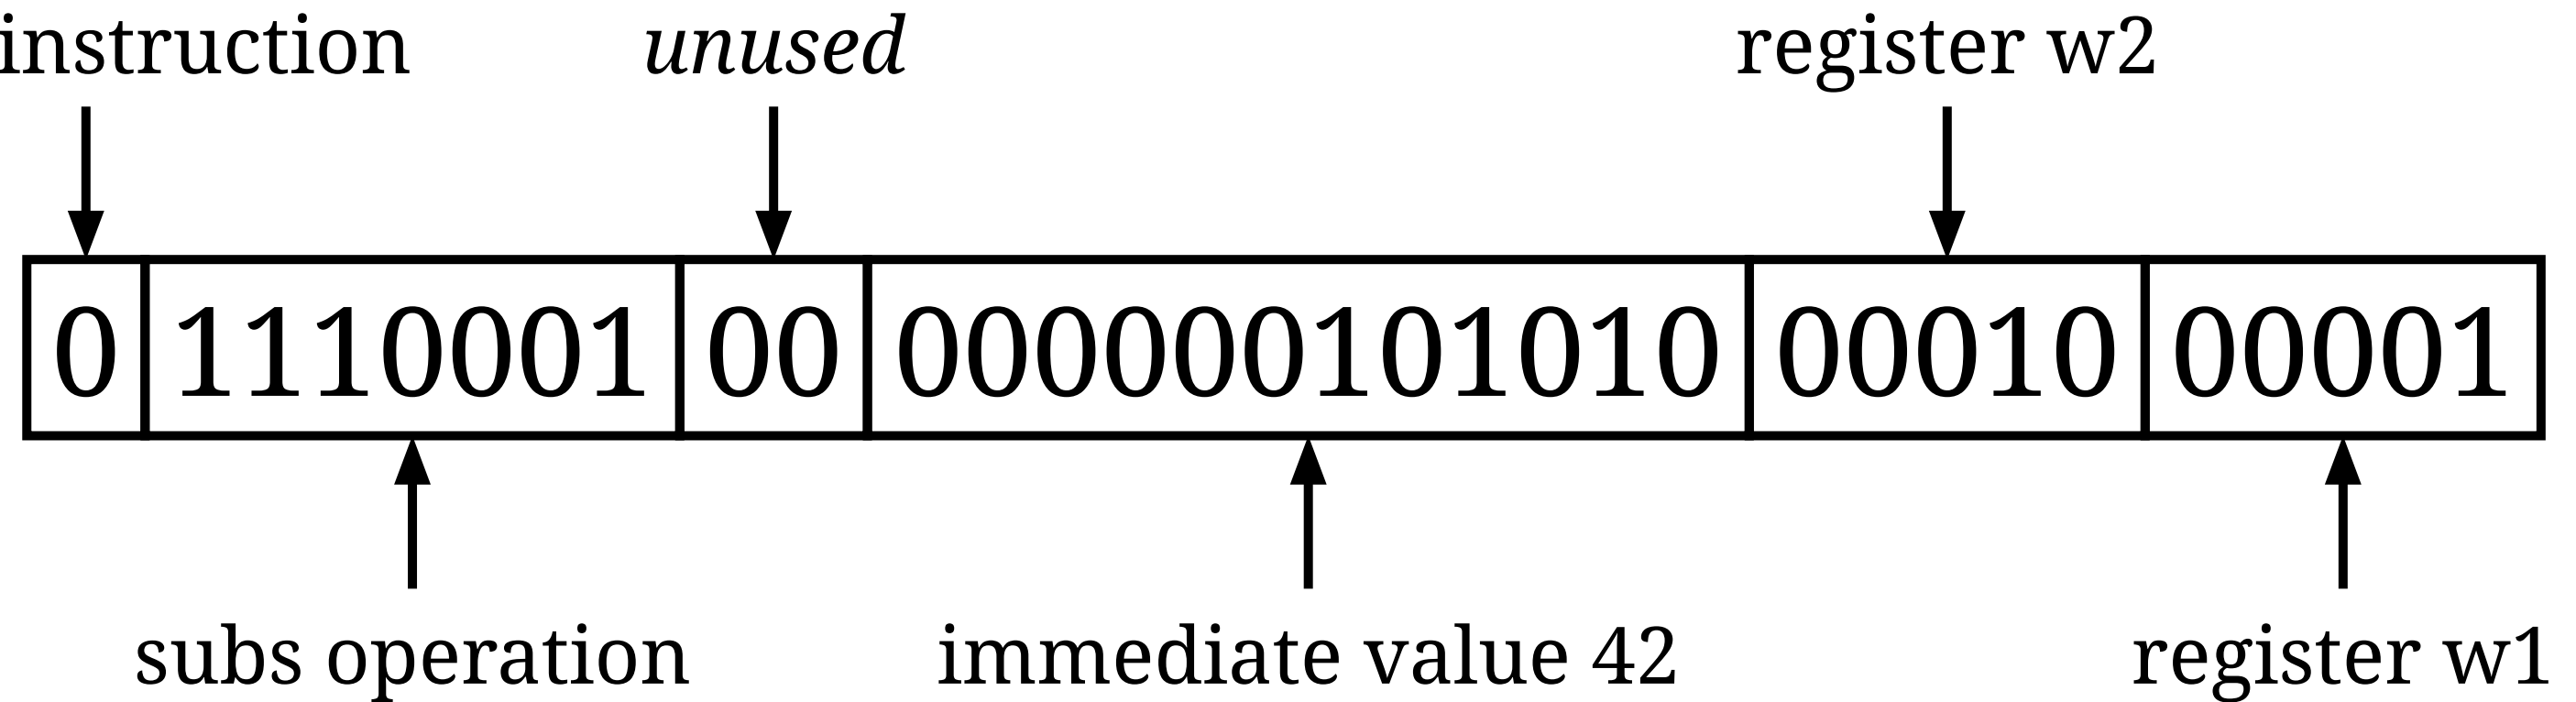 instruction
unused
register w2
0 1110001 00 000000101010 00010 00001
subs operation
immediate value 42
register w1